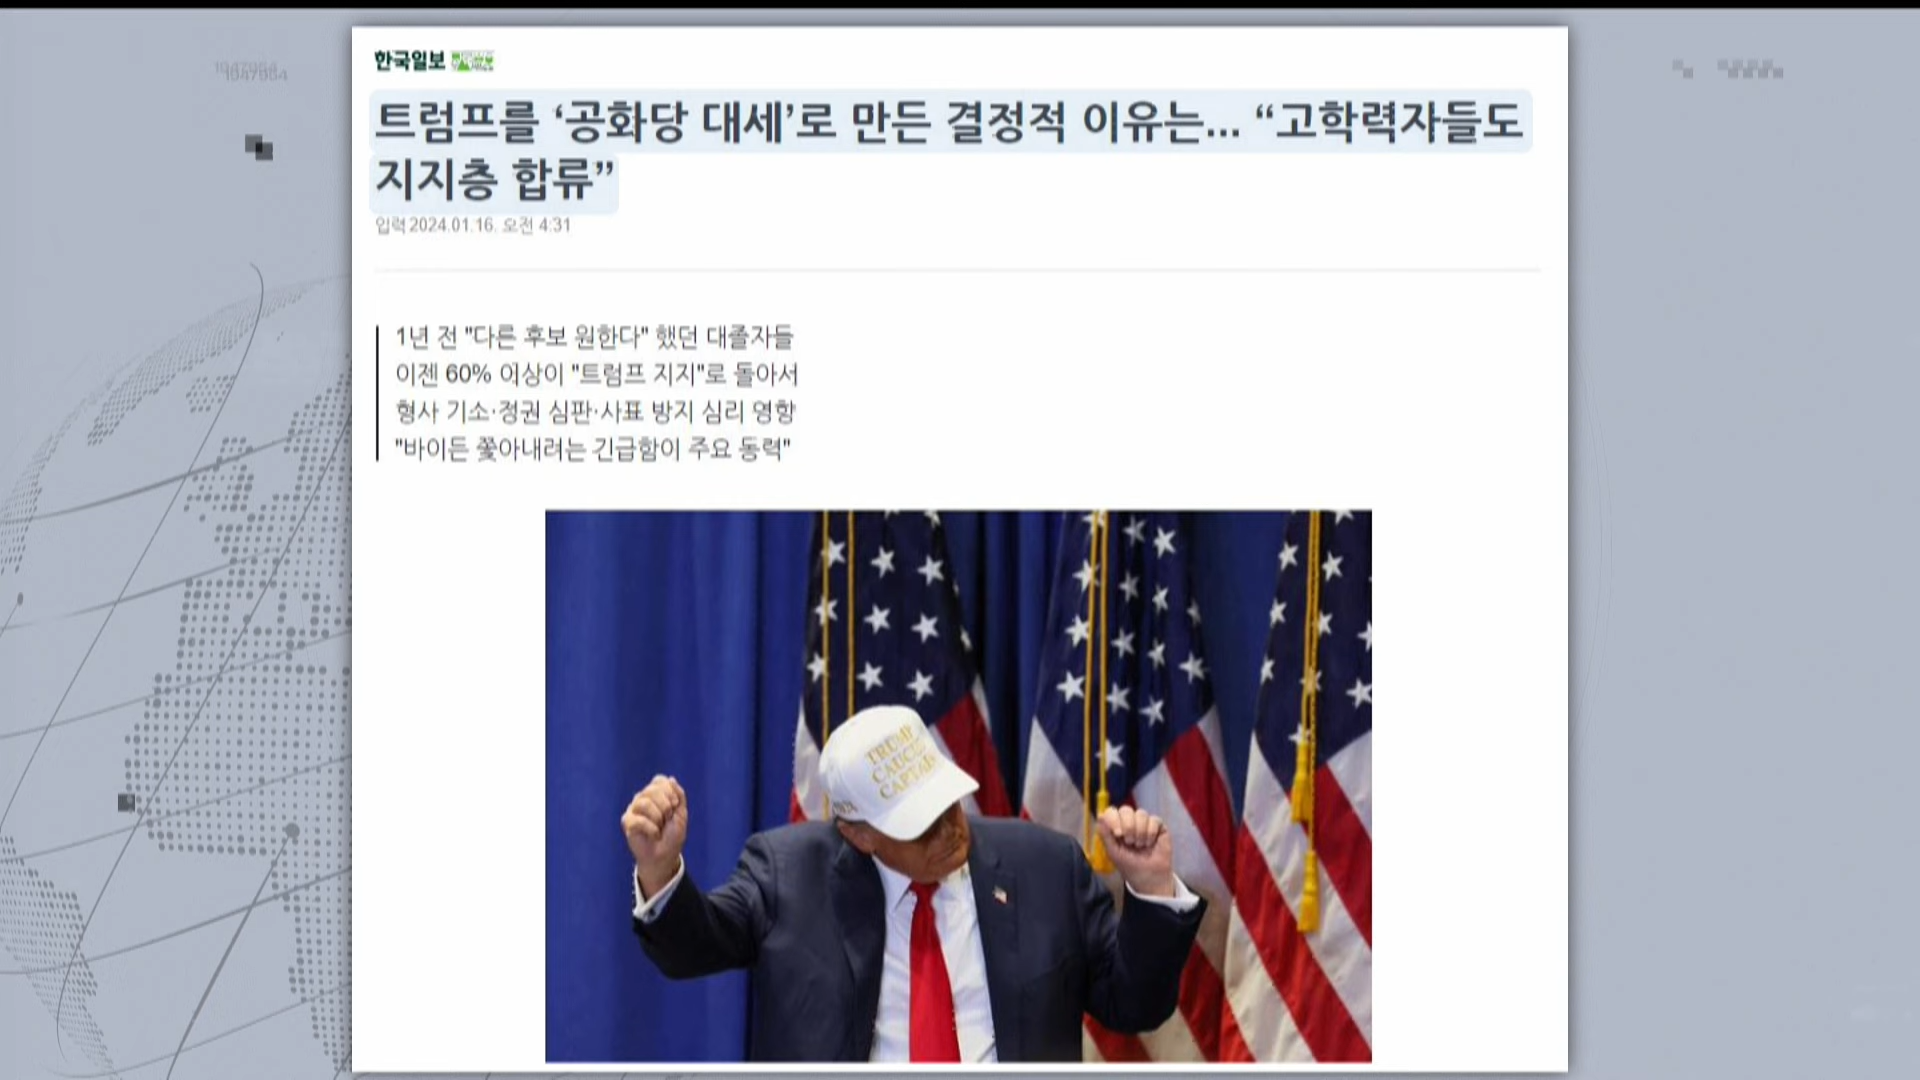 1047954
1047954
한국일보
트럼프를 ‘공화당 대세’로 만든 결정적 이유는... “고학력자들도
지지층 합류”
입력 2024.01.16. 오전 4:31
1년 전 "다른 후보 원한다" 했던 대졸자들
이젠 60% 이상이 "트럼프 지지"로 돌아서
형사 기소·정권 심판·사표 방지 심리 영향
"바이든 쫓아내려는 긴급함이 주요 동력"
TRUMP
CAUCUS
CAPTAIN